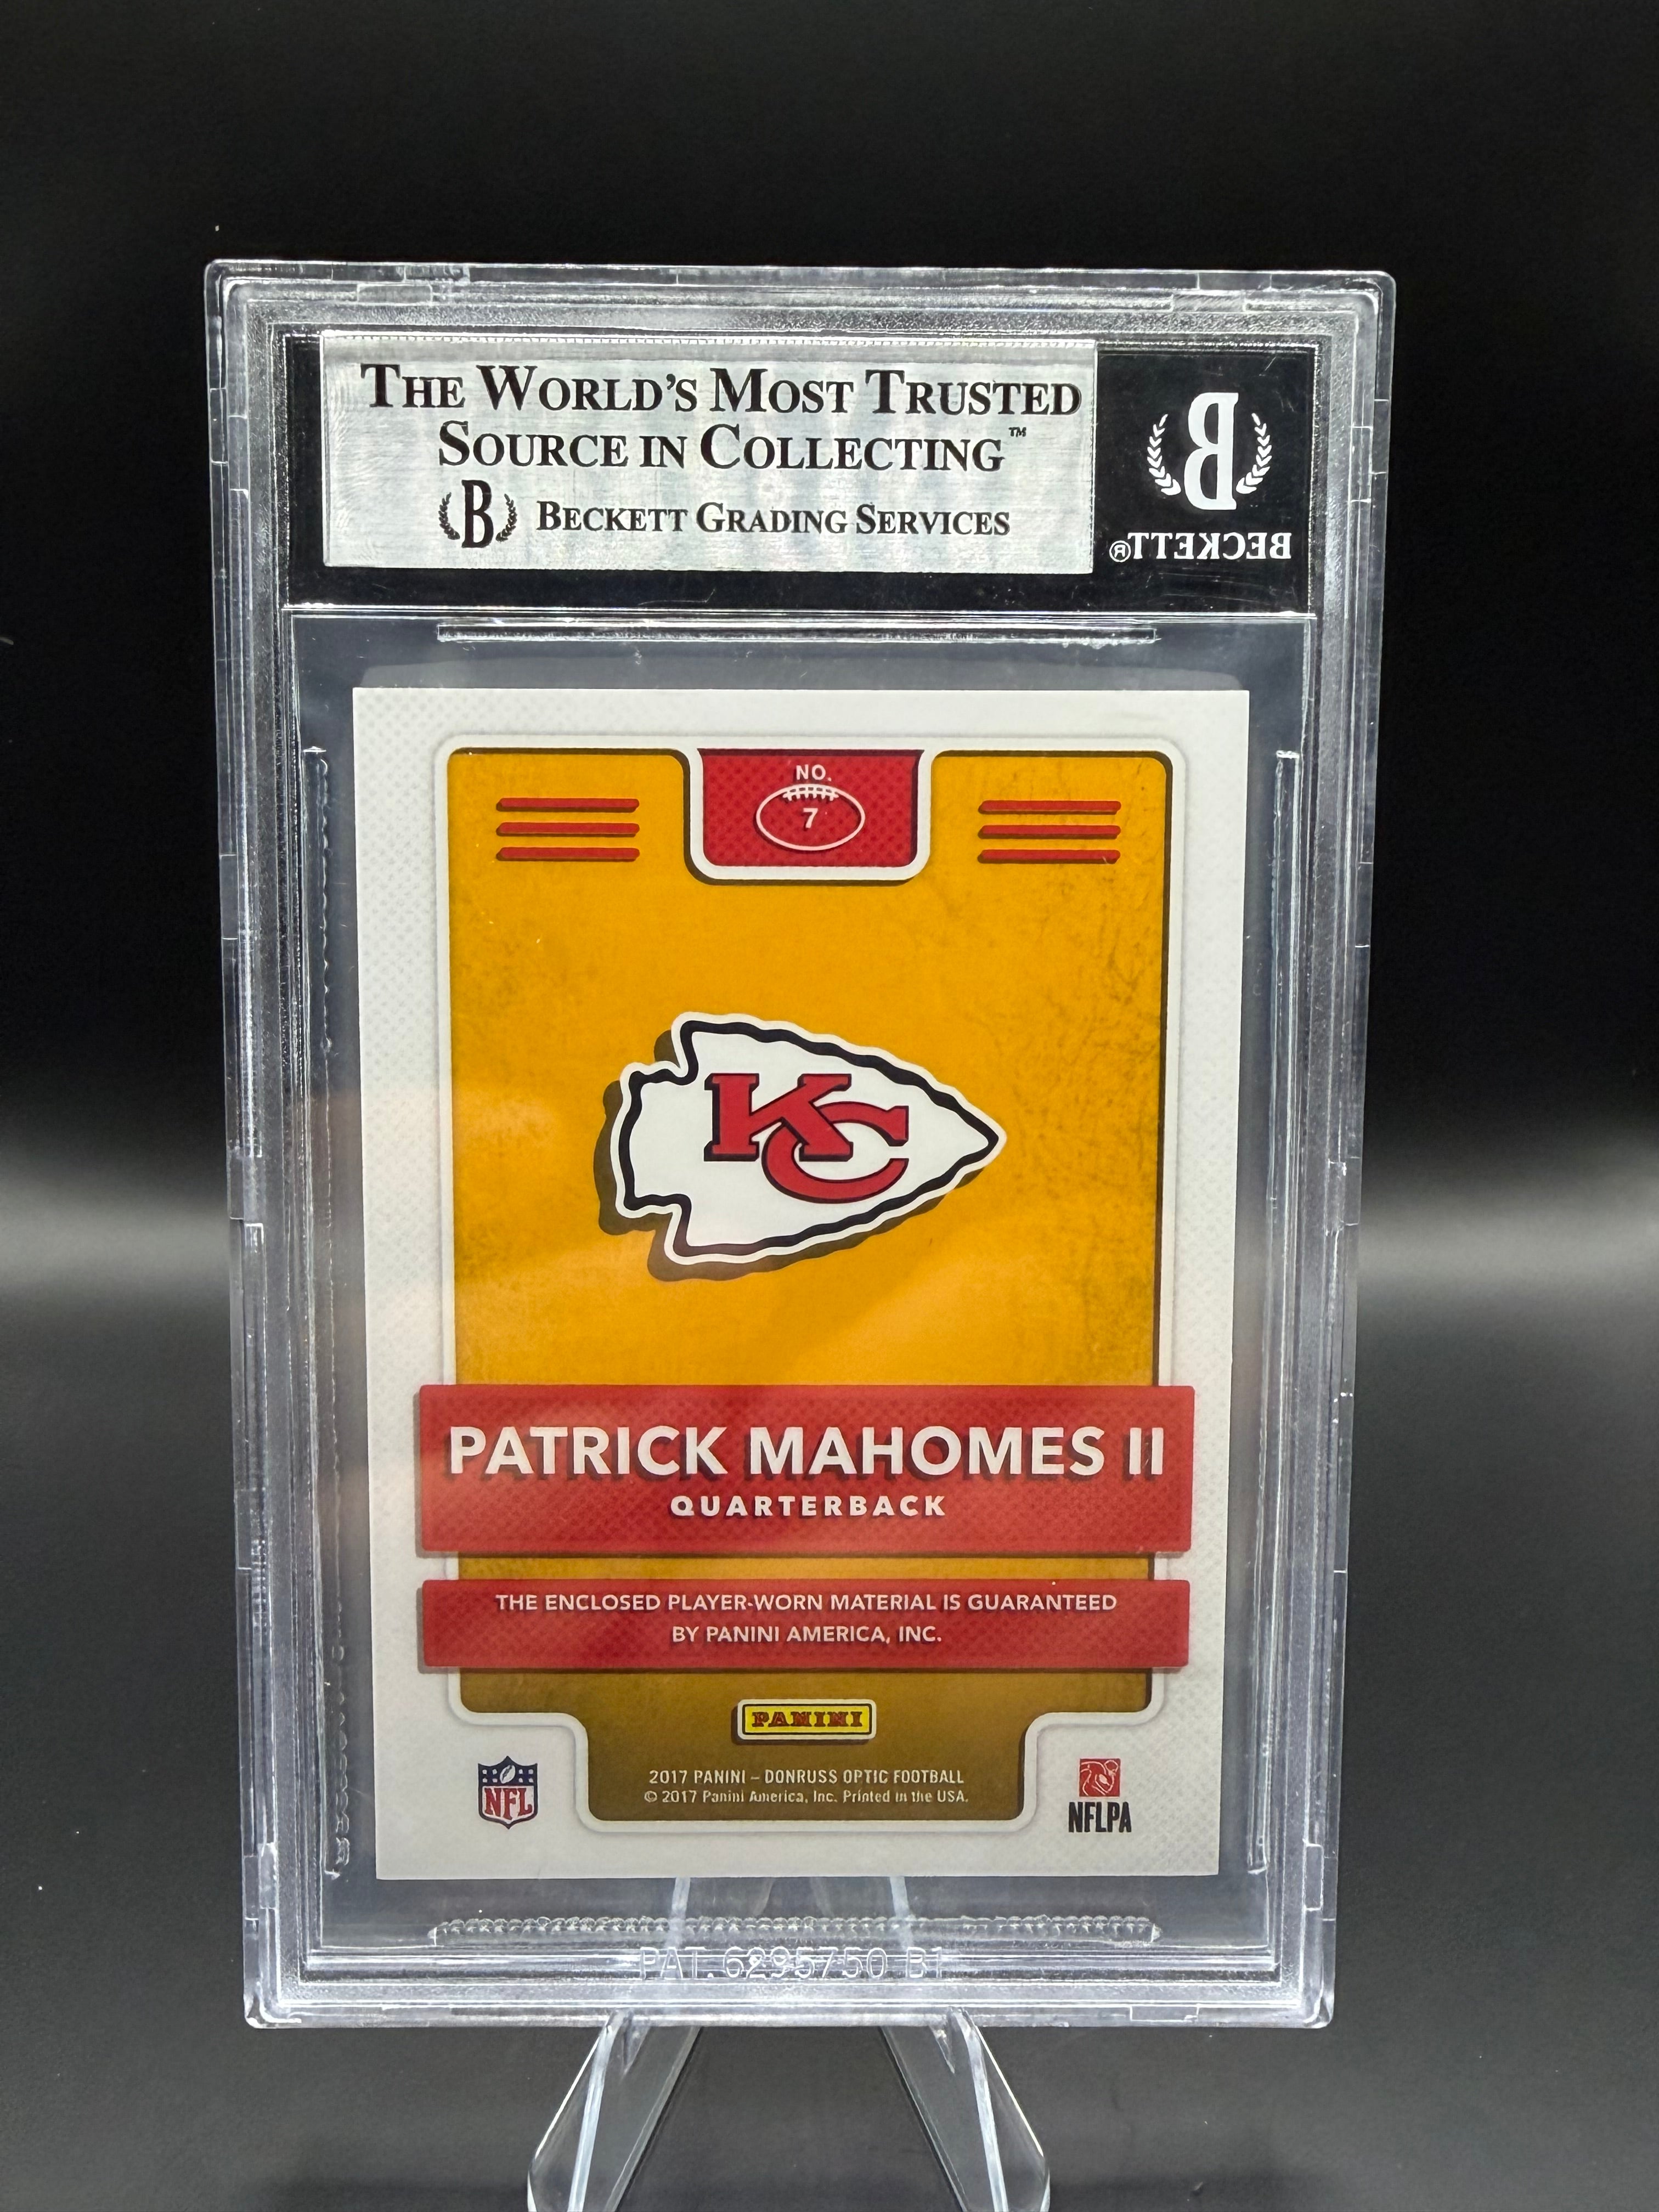 THE WORLD'S MOST TRUSTED
SOURCE IN COLLECTING™
B BECKETT GRADING SERVICES
B
BECKETT®
NO.
7
KC
PATRICK MAHOMES II
QUARTERBACK
THE ENCLOSED PLAYER-WORN MATERIAL IS GUARANTEED
BY PANINI AMERICA, INC.
PANINI
NFL
2017 PANINI – DONRUSS OPTIC FOOTBALL
© 2017 Panini America, Inc. Printed in the USA.
NFLPA
PAT. 6295750 B1